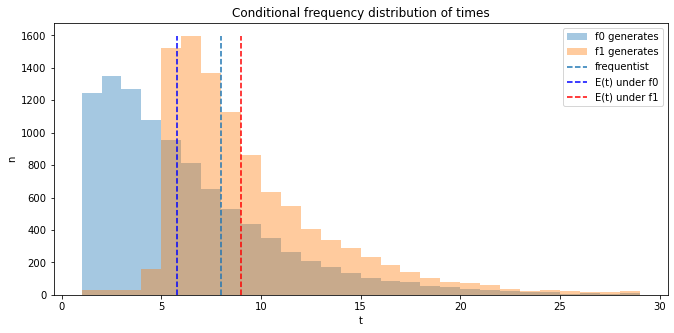 Conditional frequency distribution of times
f0 generates
f1 generates
frequentist
E(t) under f0
E(t) under f1
n
1600
1400
1200
1000
800
600
400
200
0
0 5 10 15 20 25 30
t